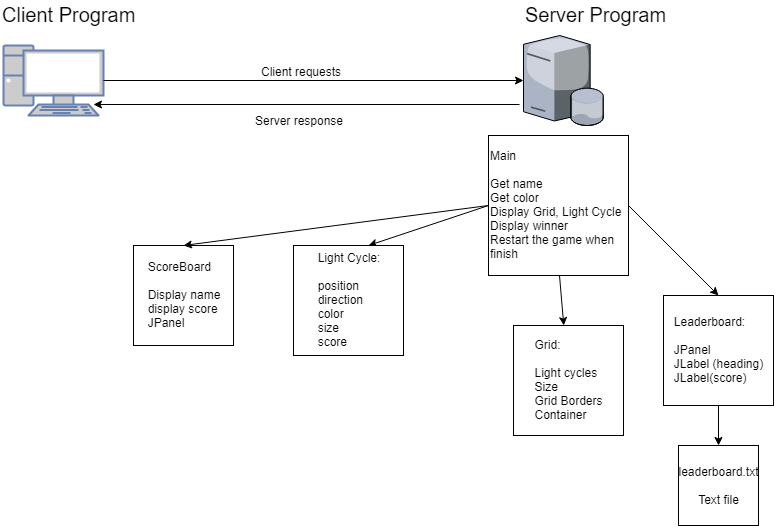 Client Program
Server Program
Client requests
Server response
Main
Get name
Get color
Display Grid, Light Cycle
Display winner
Restart the game when
finish
ScoreBoard
Display name
display score
JPanel
Light Cycle:
position
direction
color
size
score
Grid:
Light cycles
Size
Grid Borders
Container
Leaderboard:
JPanel
JLabel (heading)
JLabel(score)
leaderboard.txt
Text file